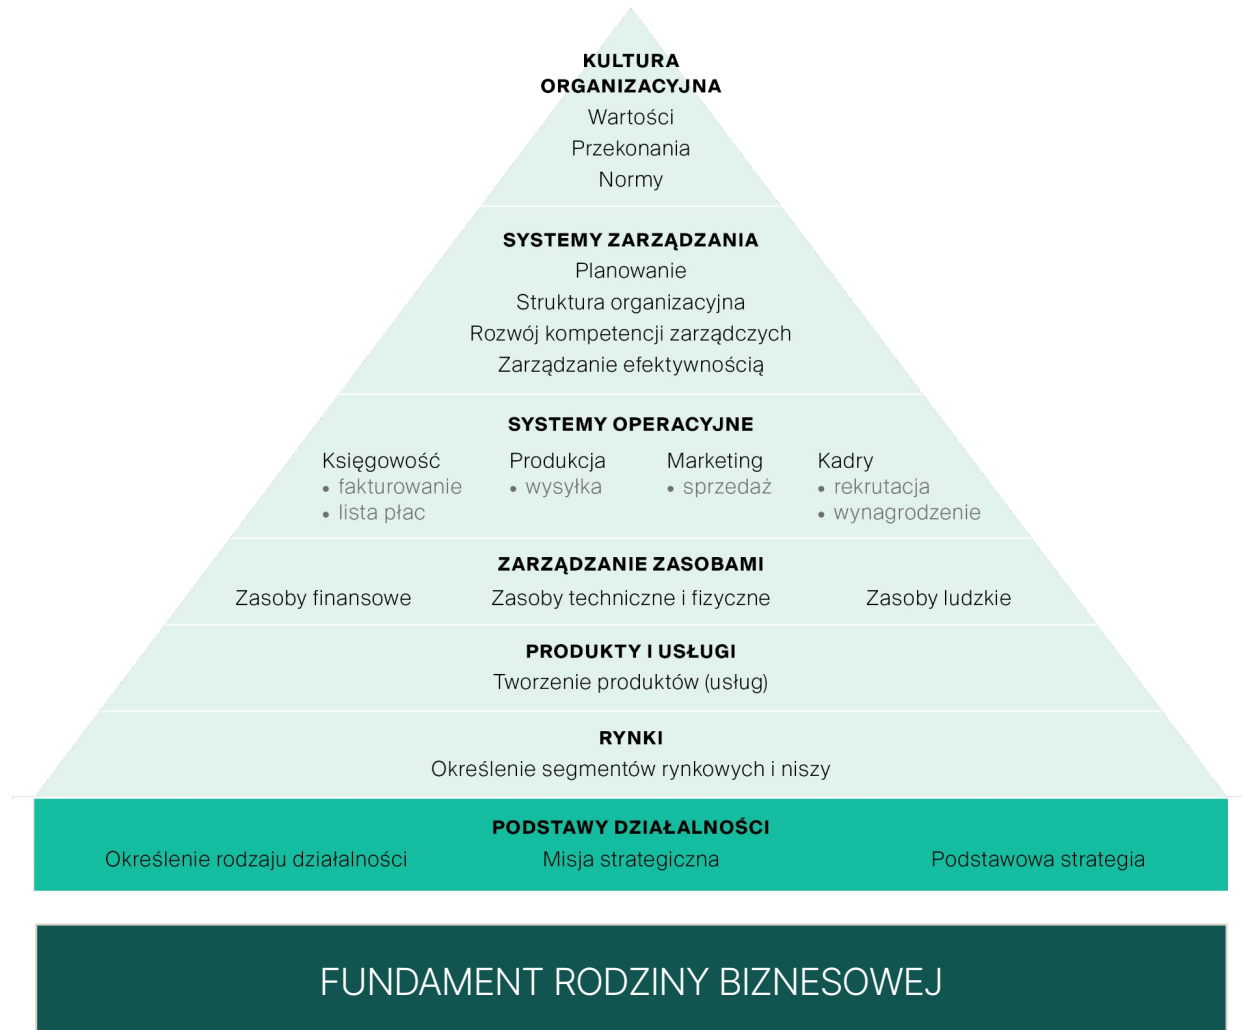 KULTURA
ORGANIZACYJNA
Wartości
Przekonania
Normy
SYSTEMY ZARZĄDZANIA
Planowanie
Struktura organizacyjna
Rozwój kompetencji zarządczych
Zarządzanie efektywnością
SYSTEMY OPERACYJNE
Księgowość
• fakturowanie
• lista płac
Produkcja
• wysyłka
Marketing
• sprzedaż
Kadry
• rekrutacja
• wynagrodzenie
ZARZĄDZANIE ZASOBAMI
Zasoby finansowe
Zasoby techniczne i fizyczne
Zasoby ludzkie
PRODUKTY I USŁUGI
Tworzenie produktów (usług)
RYNKI
Określenie segmentów rynkowych i niszy
PODSTAWY DZIAŁALNOŚCI
Określenie rodzaju działalności
Misja strategiczna
Podstawowa strategia
FUNDAMENT RODZINY BIZNESOWEJ